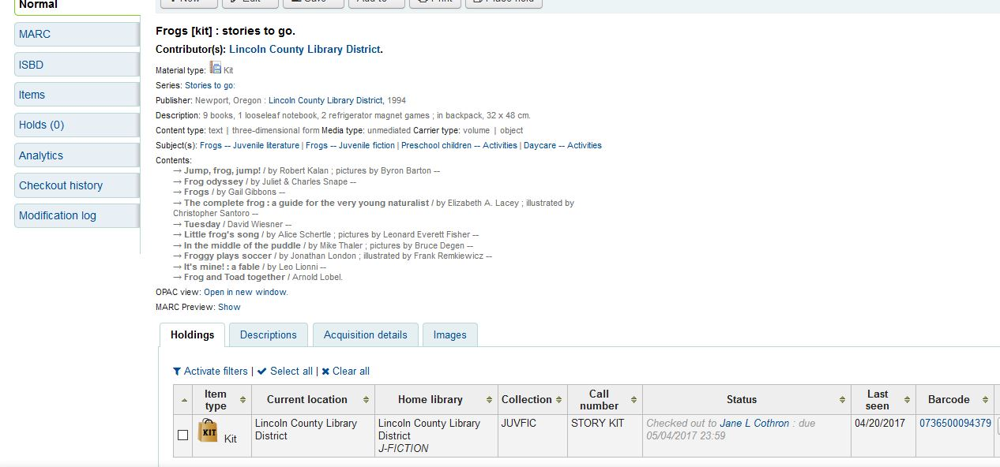 Normal
New
Edit
Save
Add to
Print
Place hold
MARC
ISBD
Items
Holds (0)
Analytics
Checkout history
Modification log
Frogs [kit] : stories to go.
Contributor(s): Lincoln County Library District.
Material type: Kit
Series: Stories to go:
Publisher: Newport, Oregon : Lincoln County Library District, 1994
Description: 9 books, 1 looseleaf notebook, 2 refrigerator magnet games ; in backpack, 32 x 48 cm.
Content type: text | three-dimensional form Media type: unmediated Carrier type: volume | object
Subject(s): Frogs -- Juvenile literature | Frogs -- Juvenile fiction | Preschool children -- Activities | Daycare -- Activities
Contents:
→ Jump, frog, jump! / by Robert Kalan ; pictures by Byron Barton --
→ Frog odyssey / by Juliet & Charles Snape --
→ Frogs / by Gail Gibbons --
→ The complete frog : a guide for the very young naturalist / by Elizabeth A. Lacey ; illustrated by
Christopher Santoro --
→ Tuesday / David Wiesner --
→ Little frog's song / by Alice Schertle ; pictures by Leonard Everett Fisher --
→ In the middle of the puddle / by Mike Thaler ; pictures by Bruce Degen --
→ Froggy plays soccer / by Jonathan London ; illustrated by Frank Remkiewicz --
→ It's mine! : a fable / by Leo Lionni --
→ Frog and Toad together / Arnold Lobel.
OPAC view: Open in new window.
MARC Preview: Show
Holdings
Descriptions
Acquisition details
Images
Activate filters | Select all | Clear all
Item type
Current location
Home library
Collection
Call number
Status
Last seen
Barcode
KIT
Kit
Lincoln County Library
District
Lincoln County Library
District
J-FICTION
JUVFIC
STORY KIT
Checked out to Jane L Cothron : due
05/04/2017 23:59
04/20/2017
0736500094379